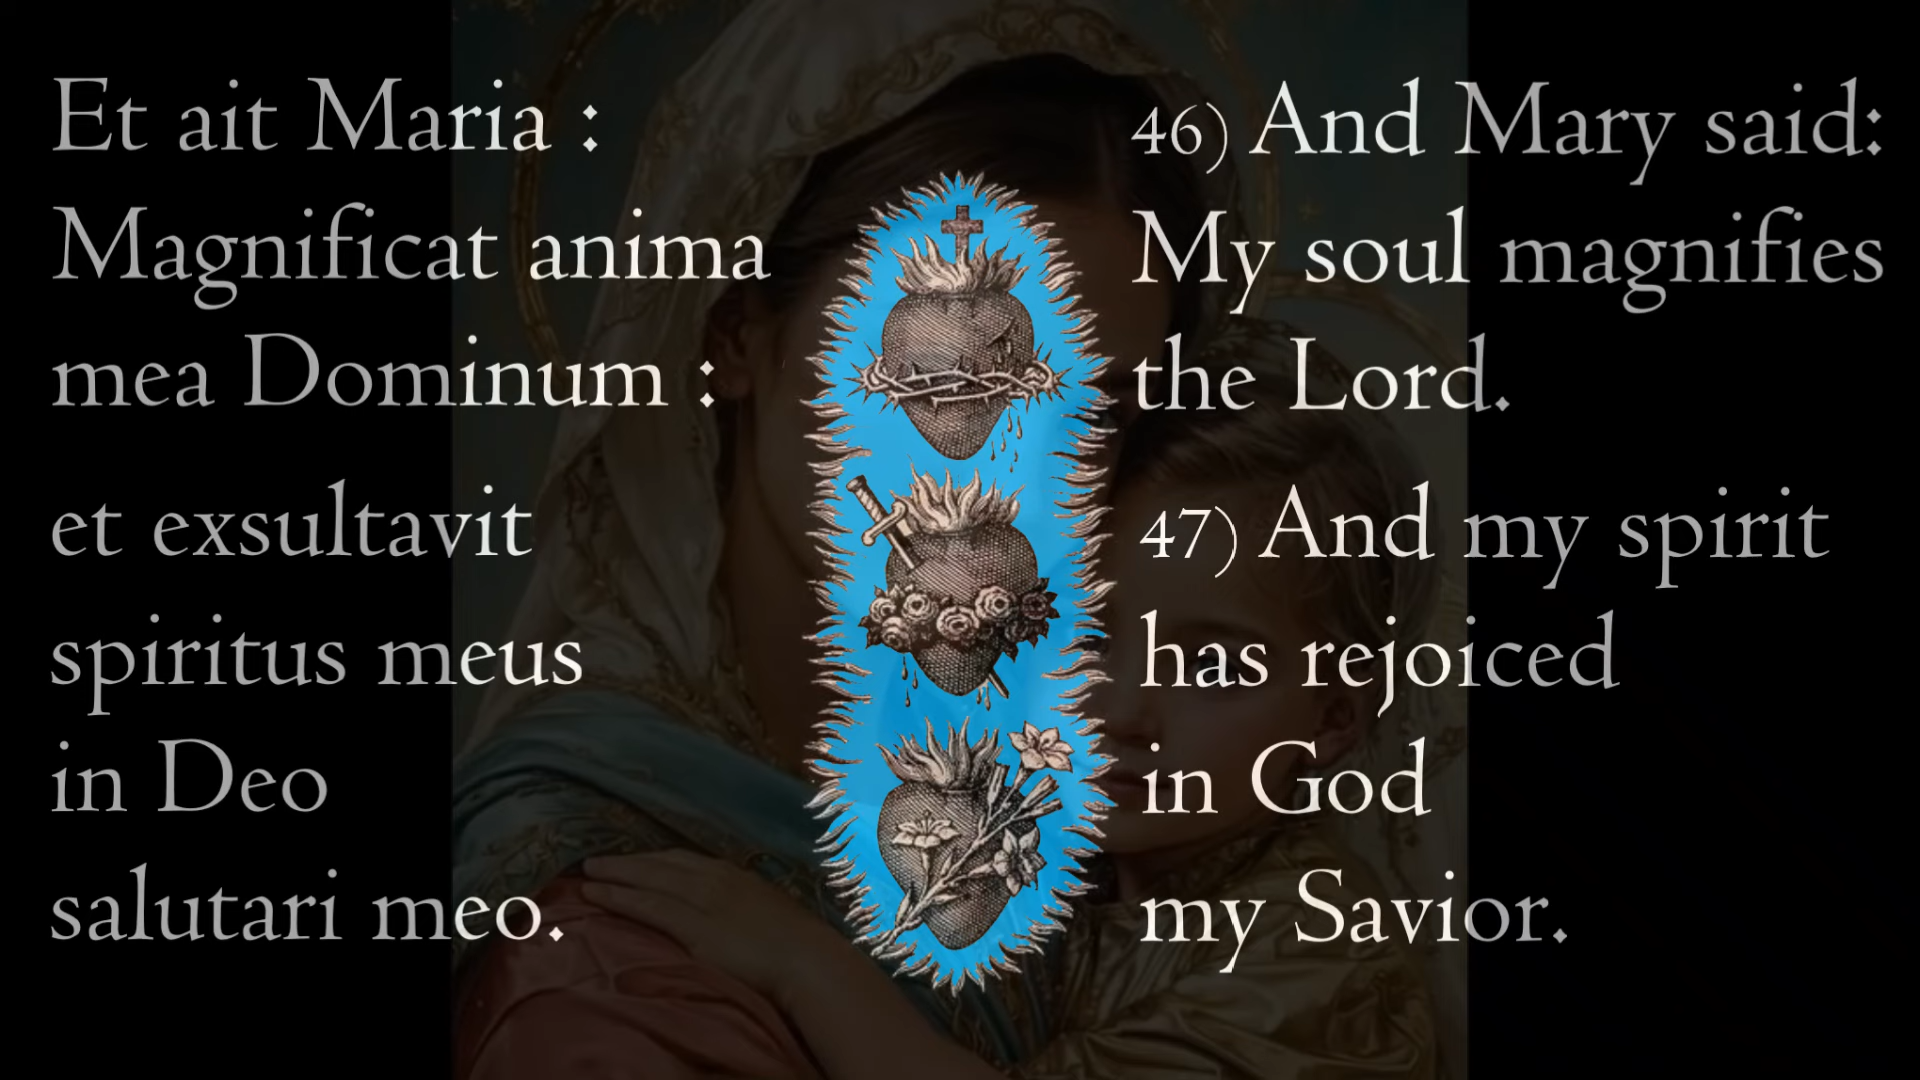 Et ait Maria :
Magnificat anima
mea Dominum :
et exsultavit
spiritus meus
in Deo
salutari meo.
46) And Mary said:
My soul magnifies
the Lord.
47) And my spirit
has rejoiced
in God
my Savior.